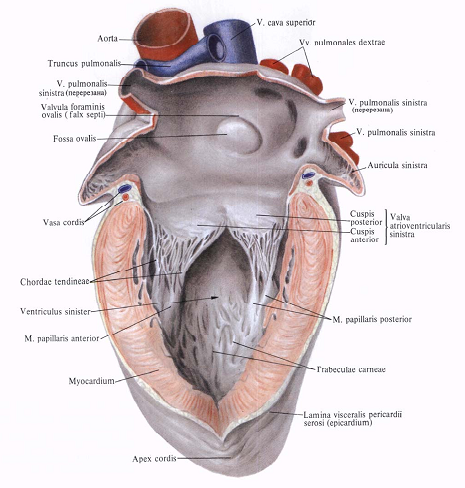 V. cava superior
Aorta
Vv. pulmonales dextrae
Truncus pulmonalis
V. pulmonalis
sinistra (перерезана)
Valvula foraminis
ovalis (falx septi)
Fossa ovalis
V. pulmonalis sinistra
(перерезана)
V. pulmonalis sinistra
Auricula sinistra
Vasa cordis
Cuspis
posterior
Cuspis
anterior
Valva
atrioventricularis
sinistra
Chordae tendineae
Ventriculus sinister
M. papillaris anterior
M. papillaris posterior
Myocardium
Trabeculae carneae
Lamina visceralis pericardii
serosi (epicardium)
Apex cordis